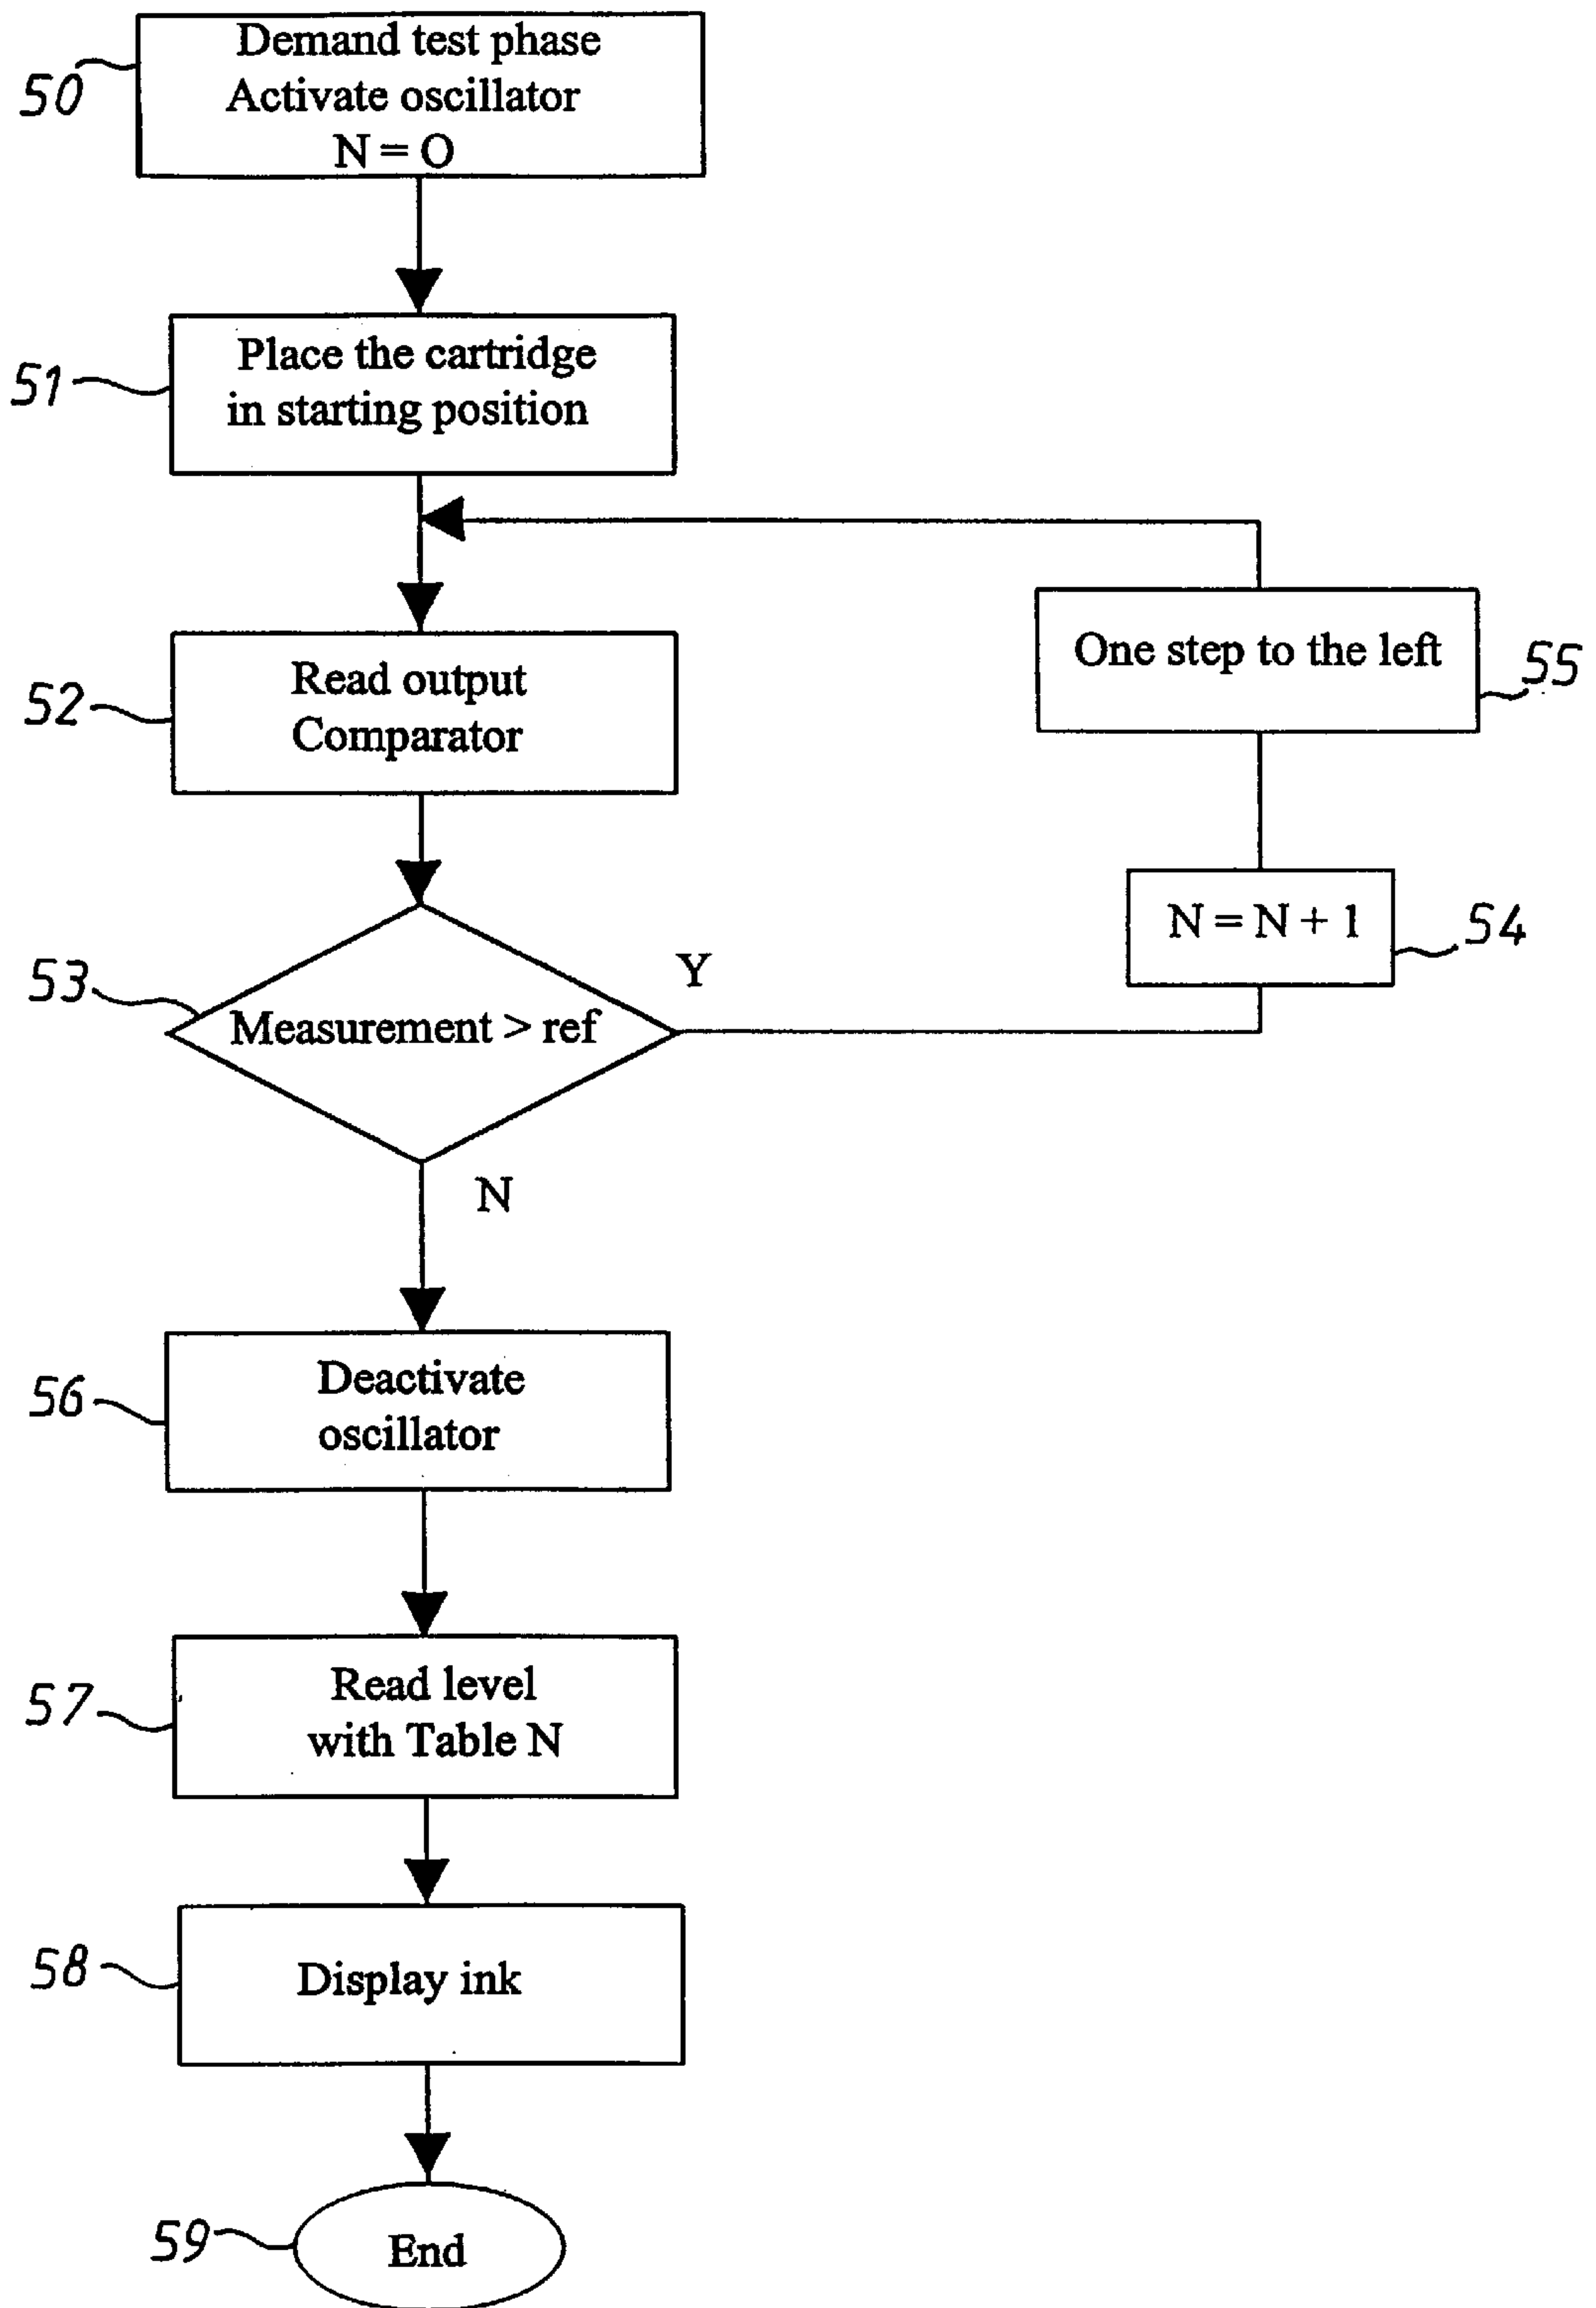 50
Demand test phase
Activate oscillator
N = O
51
Place the cartridge
in starting position
52
Read output
Comparator
One step to the left
55
N = N + 1
54
53
Measurement > ref
Y
N
56
Deactivate
oscillator
57
Read level
with Table N
58
Display ink
59
End